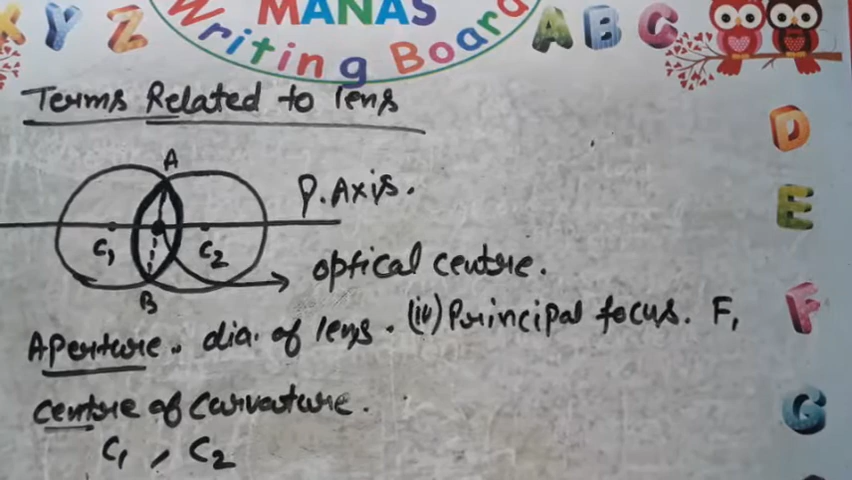 MANAS
Writing Board
X Y Z
A B C
D
E
F
G
Terms Related to lens
A
P. Axis.
C1 C2
optical centre.
B
Aperture. dia. of lens. (iv) Principal focus. F,
centre of curvature.
C1, C2